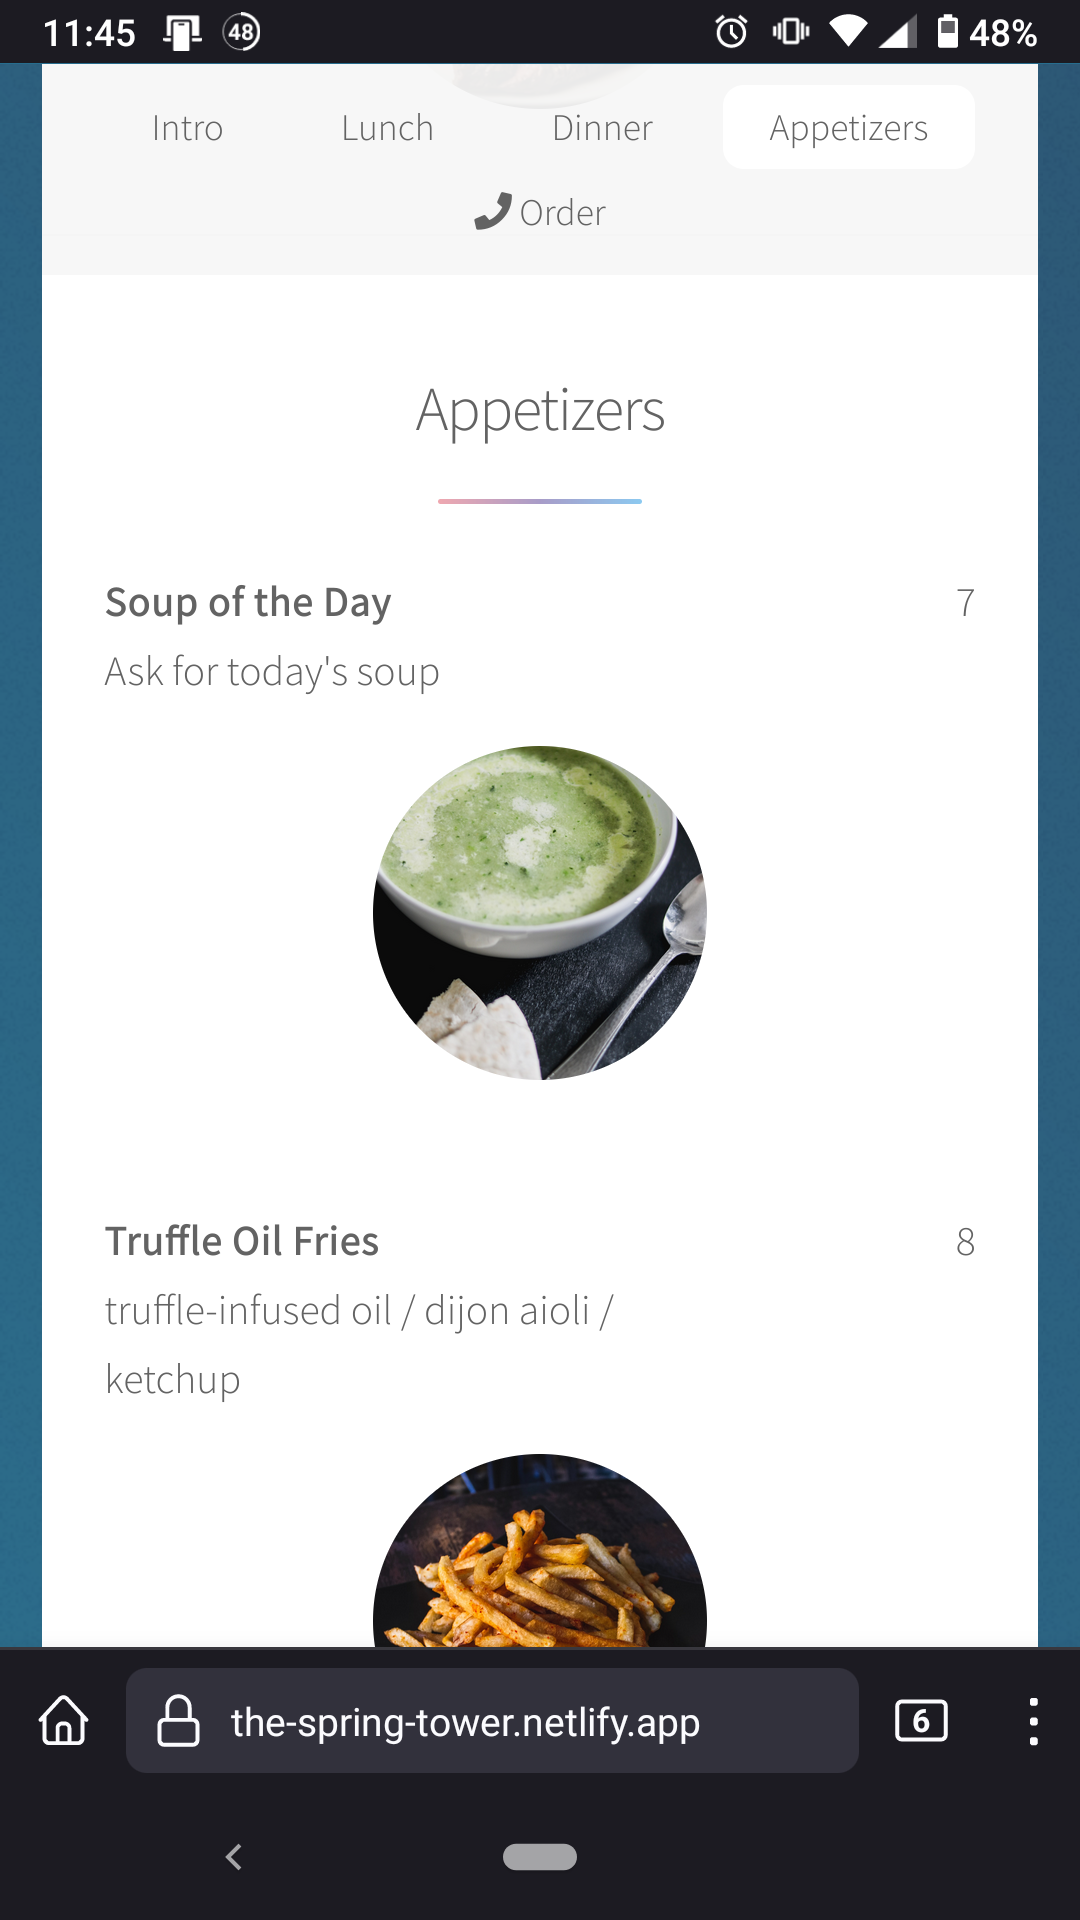 11:45 48 48%
Intro Lunch Dinner Appetizers
Order
Appetizers
Soup of the Day 7
Ask for today's soup
Truffle Oil Fries 8
truffle-infused oil / dijon aioli /
ketchup
the-spring-tower.netlify.app 6